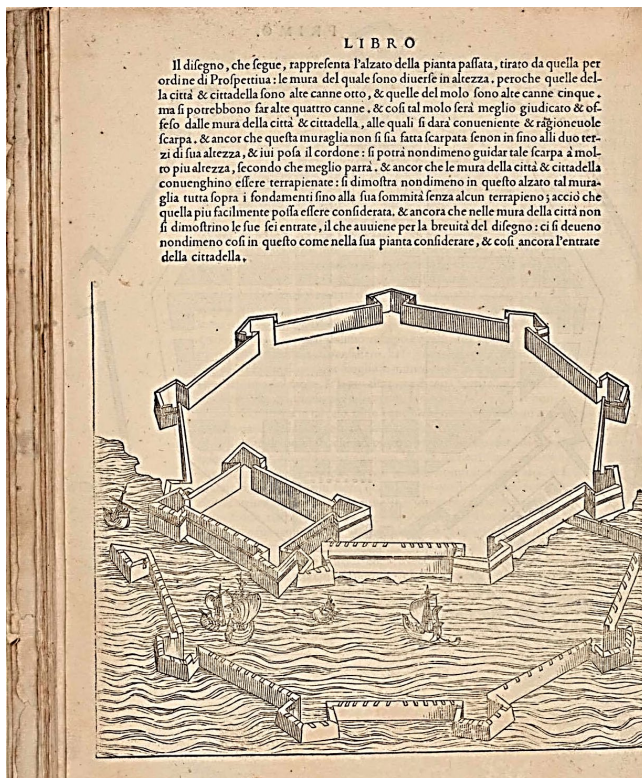 LIBRO
Il diſegno, che ſegue, rappreſenta l'alzato della pianta paſſata, tirato da quella per
ordine di Proſpettiua: le mura del quale ſono diuerſe in altezza. peroche quelle del-
la città & cittadella ſono alte canne otto, & quelle del molo ſono alte canne cinque.
ma ſi potrebbono far alte quattro canne. & coſi tal molo ſerà meglio giudicato & of-
feſo dalle mura della città & cittadella, alle quali ſi darà conueniente & ragioneuole
ſcarpa. & ancor che queſta muraglia non ſi ſia fatta ſcarpata ſenon in ſino alli duo ter-
zi di ſua altezza, & iui poſa il cordone: ſi potrà nondimeno guidar tale ſcarpa à mol-
to piu altezza, ſecondo che meglio parrà. & ancor che le mura della città & cittadella
conuenghino eſſere terrapienate: ſi dimoſtra nondimeno in queſto alzato tal mura-
glia tutta ſopra i fondamenti ſino alla ſua ſommità ſenza alcun terrapieno; acciò che
quella piu facilmente poſſa eſſere conſiderata. & ancora che nelle mura della città non
ſi dimoſtrino le ſue ſei entrate, il che auuiene per la breuità del diſegno: ci ſi deueno
nondimeno coſi in queſto come nella ſua pianta conſiderare, & coſi ancora l'entrate
della cittadella.